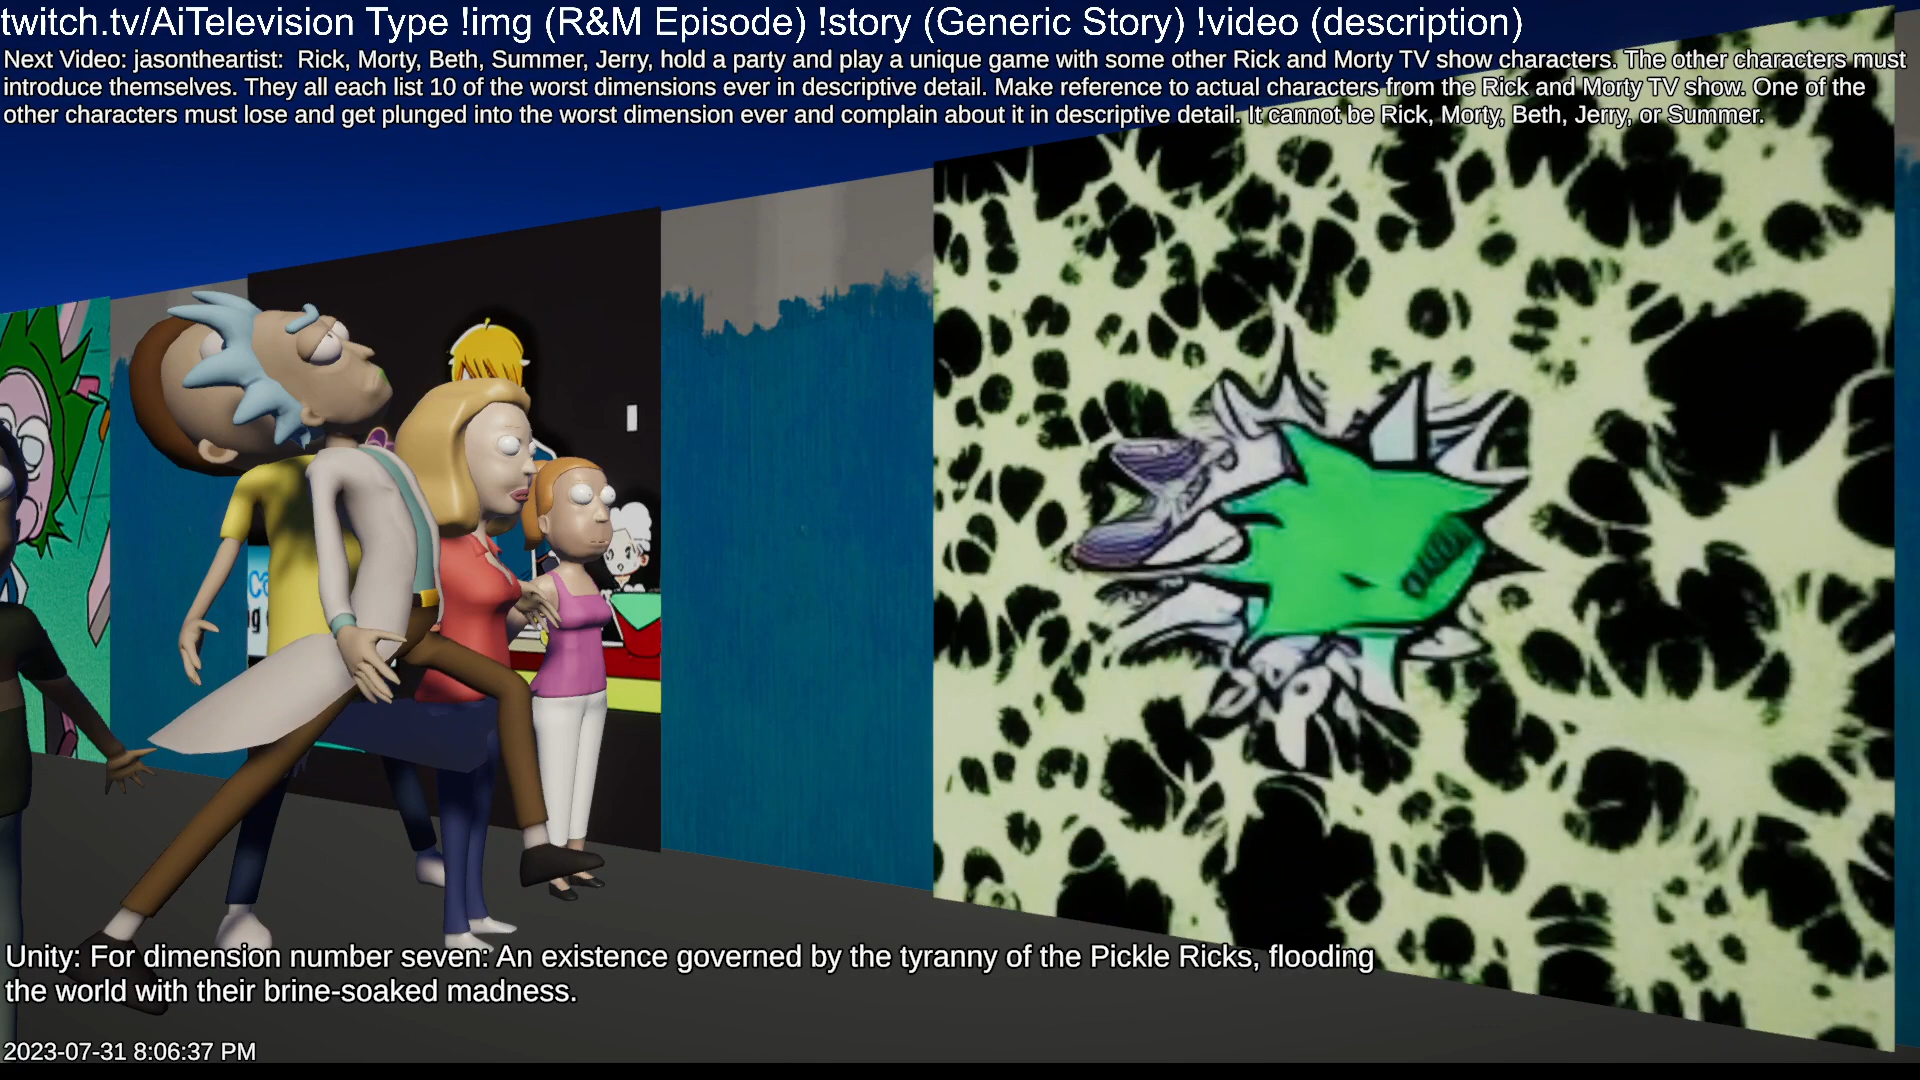 twitch.tv/AiTelevision Type !img (R&M Episode) !story (Generic Story) !video (description)
Next Video: jasontheartist:  Rick, Morty, Beth, Summer, Jerry, hold a party and play a unique game with some other Rick and Morty TV show characters. The other characters must
introduce themselves. They all each list 10 of the worst dimensions ever in descriptive detail. Make reference to actual characters from the Rick and Morty TV show. One of the
other characters must lose and get plunged into the worst dimension ever and complain about it in descriptive detail. It cannot be Rick, Morty, Beth, Jerry, or Summer.
Unity: For dimension number seven: An existence governed by the tyranny of the Pickle Ricks, flooding
the world with their brine-soaked madness.
2023-07-31 8:06:37 PM